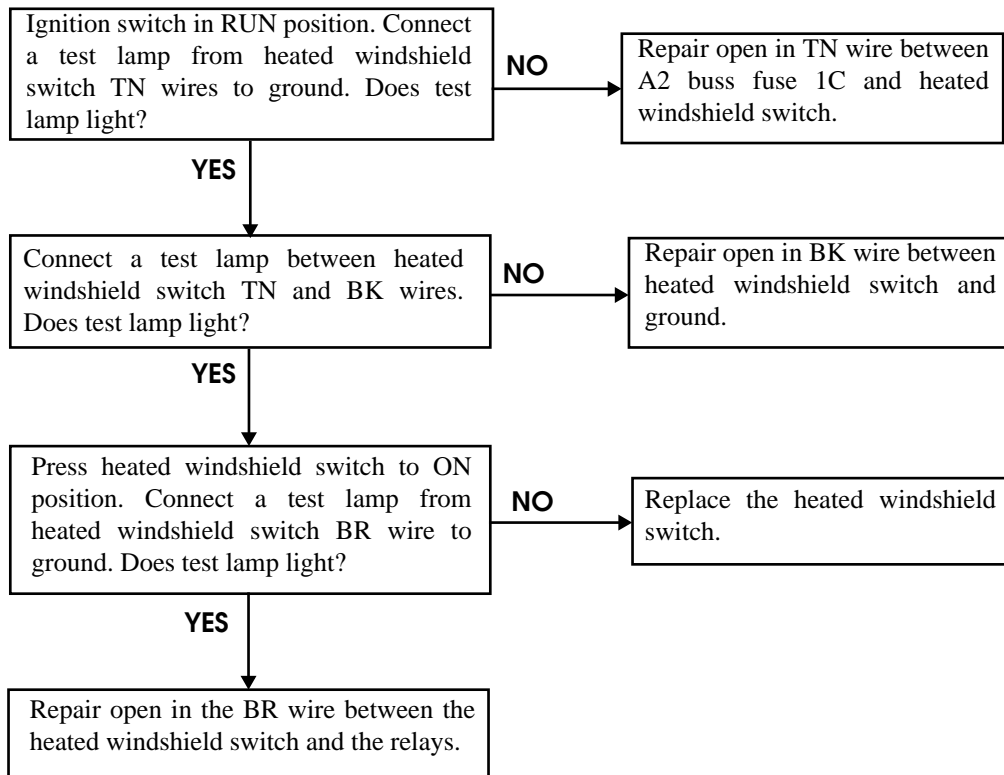 Ignition switch in RUN position. Connect
a test lamp from heated windshield
switch TN wires to ground. Does test
lamp light?
NO
Repair open in TN wire between
A2 buss fuse 1C and heated
windshield switch.
YES
Connect a test lamp between heated
windshield switch TN and BK wires.
Does test lamp light?
NO
Repair open in BK wire between
heated windshield switch and
ground.
YES
Press heated windshield switch to ON
position. Connect a test lamp from
heated windshield switch BR wire to
ground. Does test lamp light?
NO
Replace the heated windshield
switch.
YES
Repair open in the BR wire between the
heated windshield switch and the relays.